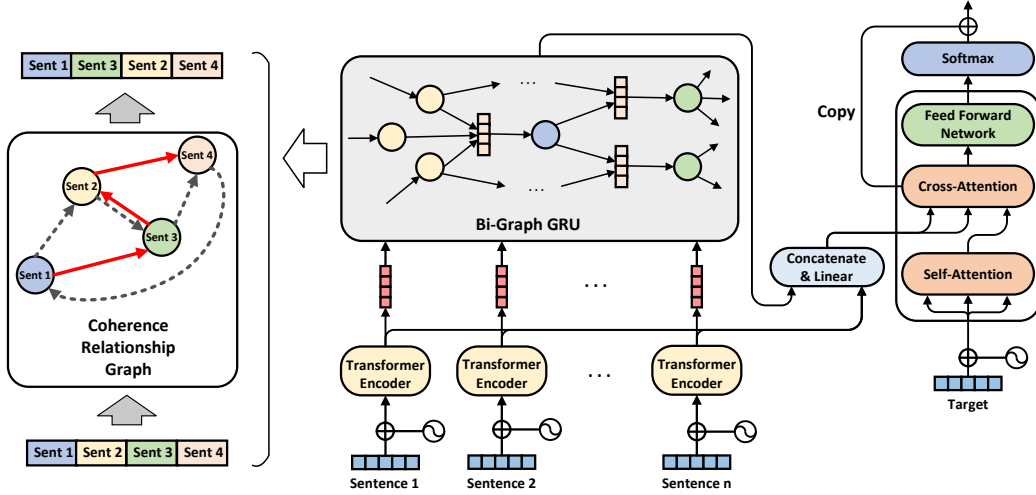 Sent 1 Sent 3 Sent 2 Sent 4
Sent 4
Sent 2
Sent 3
Sent 1
Coherence
Relationship
Graph
Sent 1 Sent 2 Sent 3 Sent 4
...
...
Bi-Graph GRU
...
Transformer
Encoder
Transformer
Encoder
...
Transformer
Encoder
Sentence 1
Sentence 2
Sentence n
Concatenate
& Linear
Copy
Softmax
Feed Forward
Network
Cross-Attention
Self-Attention
Target